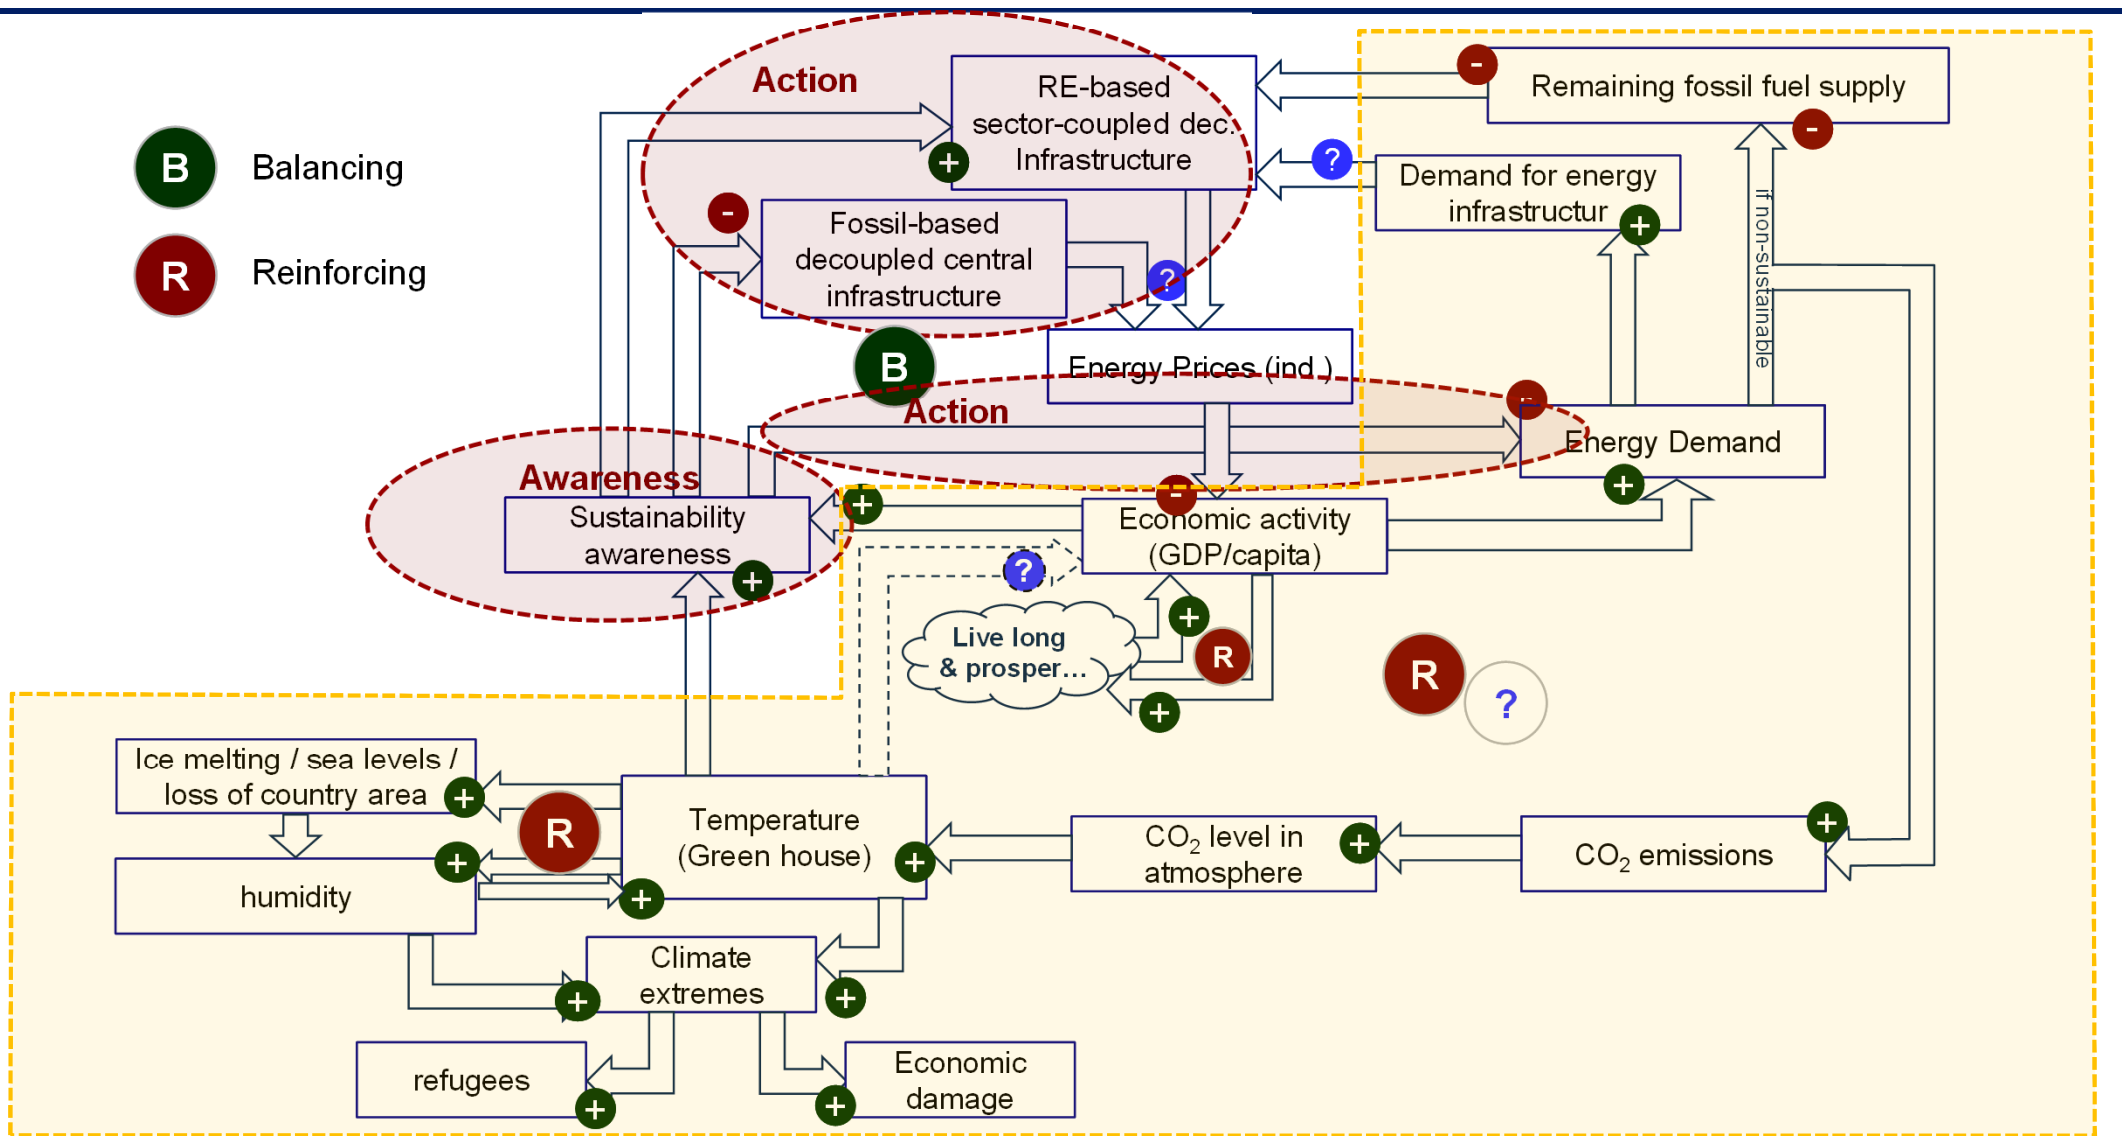 B
Balancing
R
Reinforcing
Action
RE-based
sector-coupled dec.
Infrastructure
+
-
Remaining fossil fuel supply
-
?
Demand for energy
infrastructur
+
if non-sustainable
-
Fossil-based
decoupled central
infrastructure
?
B
Energy Prices (ind.)
Action
-
Energy Demand
+
Awareness
Sustainability
awareness
+
+
-
Economic activity
(GDP/capita)
?
Live long
& prosper...
+
R
+
R
?
Ice melting / sea levels /
loss of country area
+
R
humidity
+
+
Temperature
(Green house)
+
CO₂ level in
atmosphere
+
CO₂ emissions
+
Climate
extremes
+
+
refugees
+
Economic
damage
+